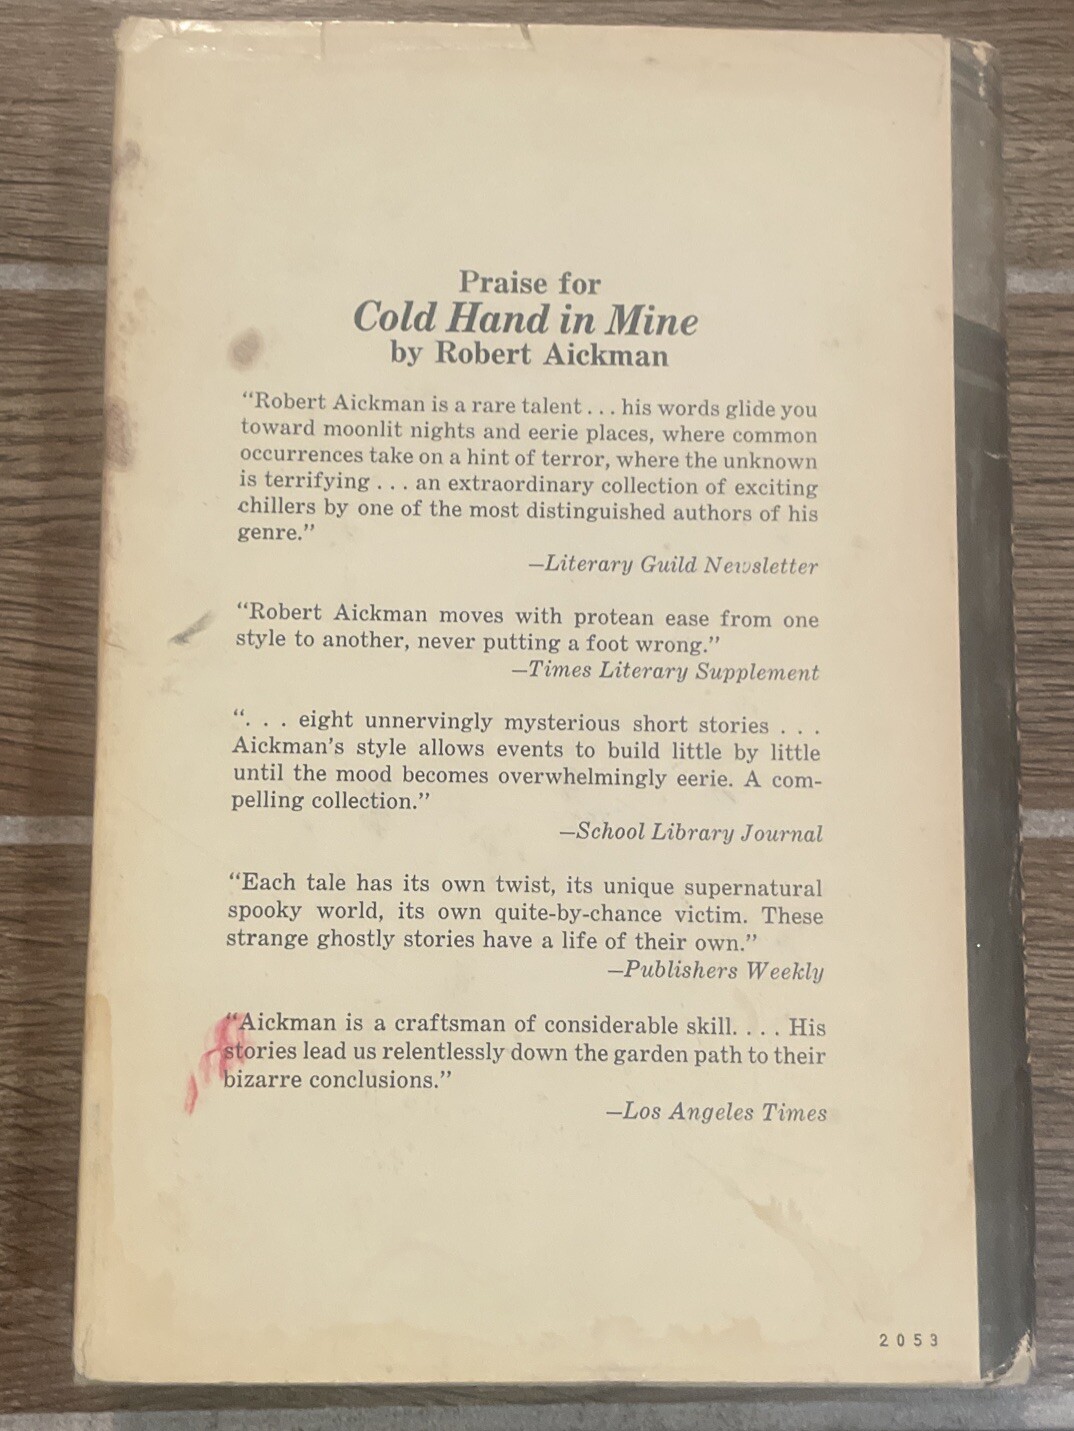 Praise for
Cold Hand in Mine
by Robert Aickman
“Robert Aickman is a rare talent . . . his words glide you
toward moonlit nights and eerie places, where common
occurrences take on a hint of terror, where the unknown
is terrifying . . . an extraordinary collection of exciting
chillers by one of the most distinguished authors of his
genre.”
—Literary Guild Newsletter
“Robert Aickman moves with protean ease from one
style to another, never putting a foot wrong.”
—Times Literary Supplement
“. . . eight unnervingly mysterious short stories . . .
Aickman’s style allows events to build little by little
until the mood becomes overwhelmingly eerie. A com-
pelling collection.”
—School Library Journal
“Each tale has its own twist, its unique supernatural
spooky world, its own quite-by-chance victim. These
strange ghostly stories have a life of their own.”
—Publishers Weekly
“Aickman is a craftsman of considerable skill. . . . His
stories lead us relentlessly down the garden path to their
bizarre conclusions.”
—Los Angeles Times
2053